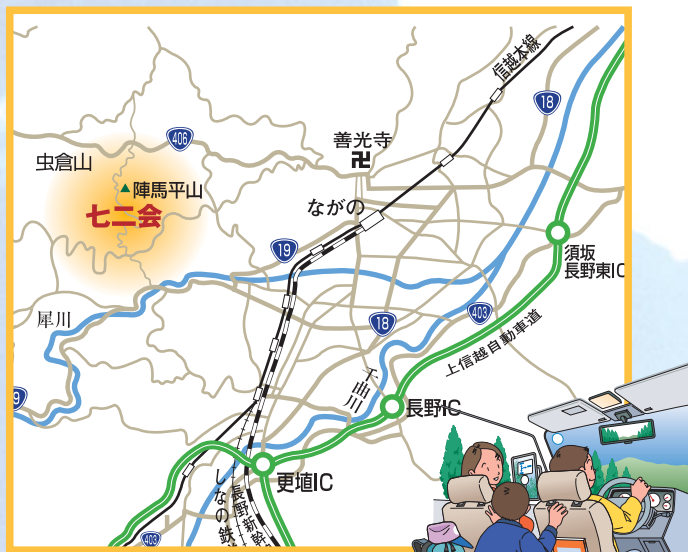 信越本線
18
406
善光寺
虫倉山
陣馬平山
七二会
ながの
19
須坂
長野東IC
犀川
18
403
上信越自動車道
千曲川
長野IC
更埴IC
しなの鉄
長野新幹
403